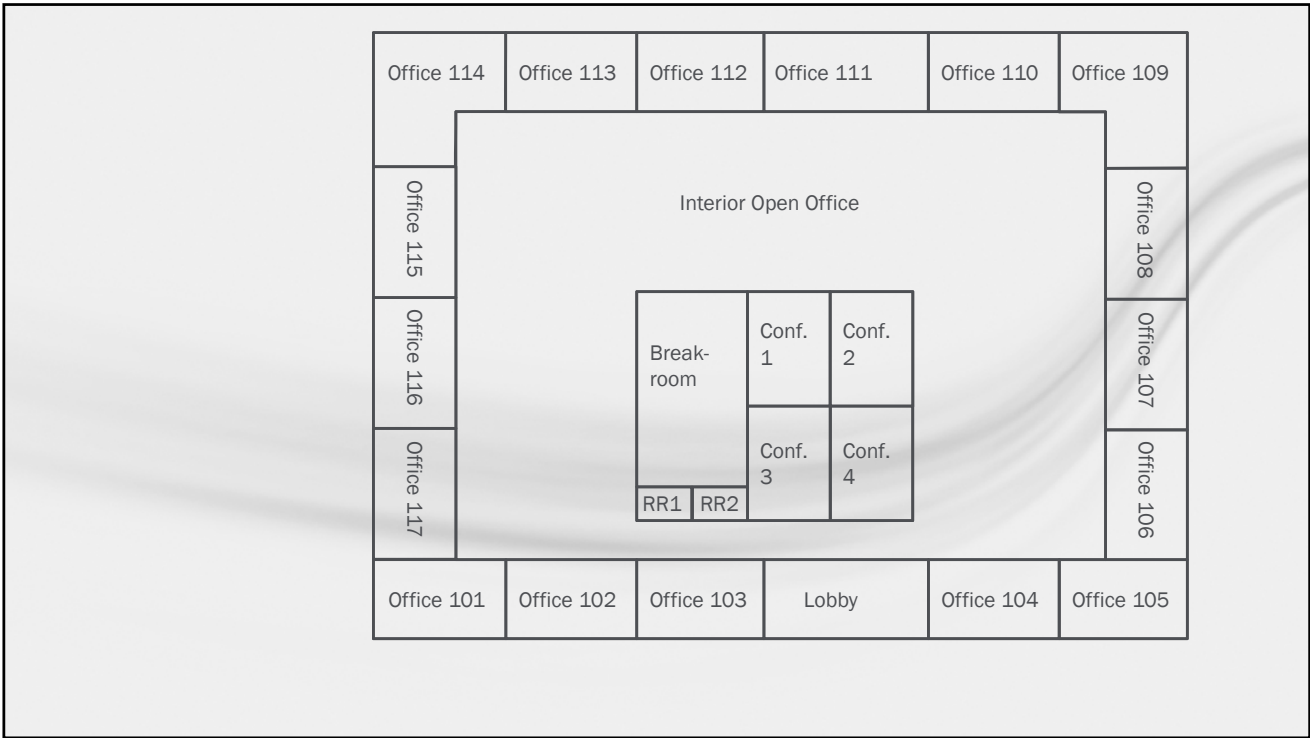 Office 114
Office 113
Office 112
Office 111
Office 110
Office 109
Office 115
Interior Open Office
Office 108
Office 116
Break-
room
Conf.
1
Conf.
2
Office 107
Office 117
Conf.
3
Conf.
4
Office 106
RR1
RR2
Office 101
Office 102
Office 103
Lobby
Office 104
Office 105